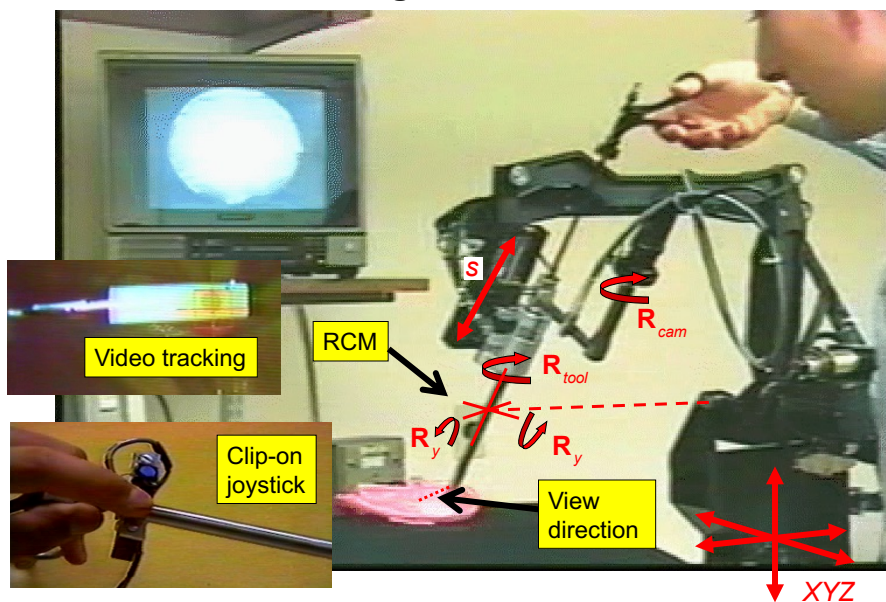 s
R cam
Video tracking
RCM
R tool
R y
R y
Clip-on
joystick
View
direction
XYZ